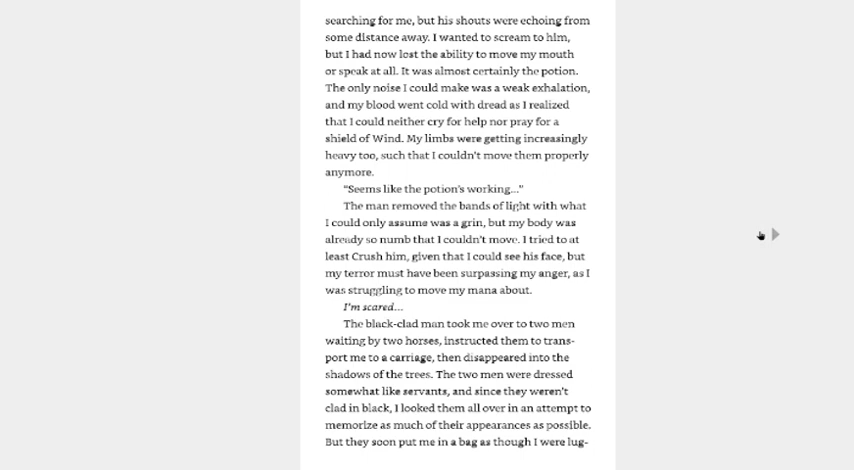 searching for me, but his shouts were echoing from
some distance away. I wanted to scream to him,
but I had now lost the ability to move my mouth
or speak at all. It was almost certainly the potion.
The only noise I could make was a weak exhalation,
and my blood went cold with dread as I realized
that I could neither cry for help nor pray for a
shield of Wind. My limbs were getting increasingly
heavy too, such that I couldn’t move them properly
anymore.
“Seems like the potion’s working...”
The man removed the bands of light with what
I could only assume was a grin, but my body was
already so numb that I couldn’t move. I tried to at
least Crush him, given that I could see his face, but
my terror must have been surpassing my anger, as I
was struggling to move my mana about.
I’m scared...
The black-clad man took me over to two men
waiting by two horses, instructed them to trans-
port me to a carriage, then disappeared into the
shadows of the trees. The two men were dressed
somewhat like servants, and since they weren’t
clad in black, I looked them all over in an attempt to
memorize as much of their appearances as possible.
But they soon put me in a bag as though I were lug-